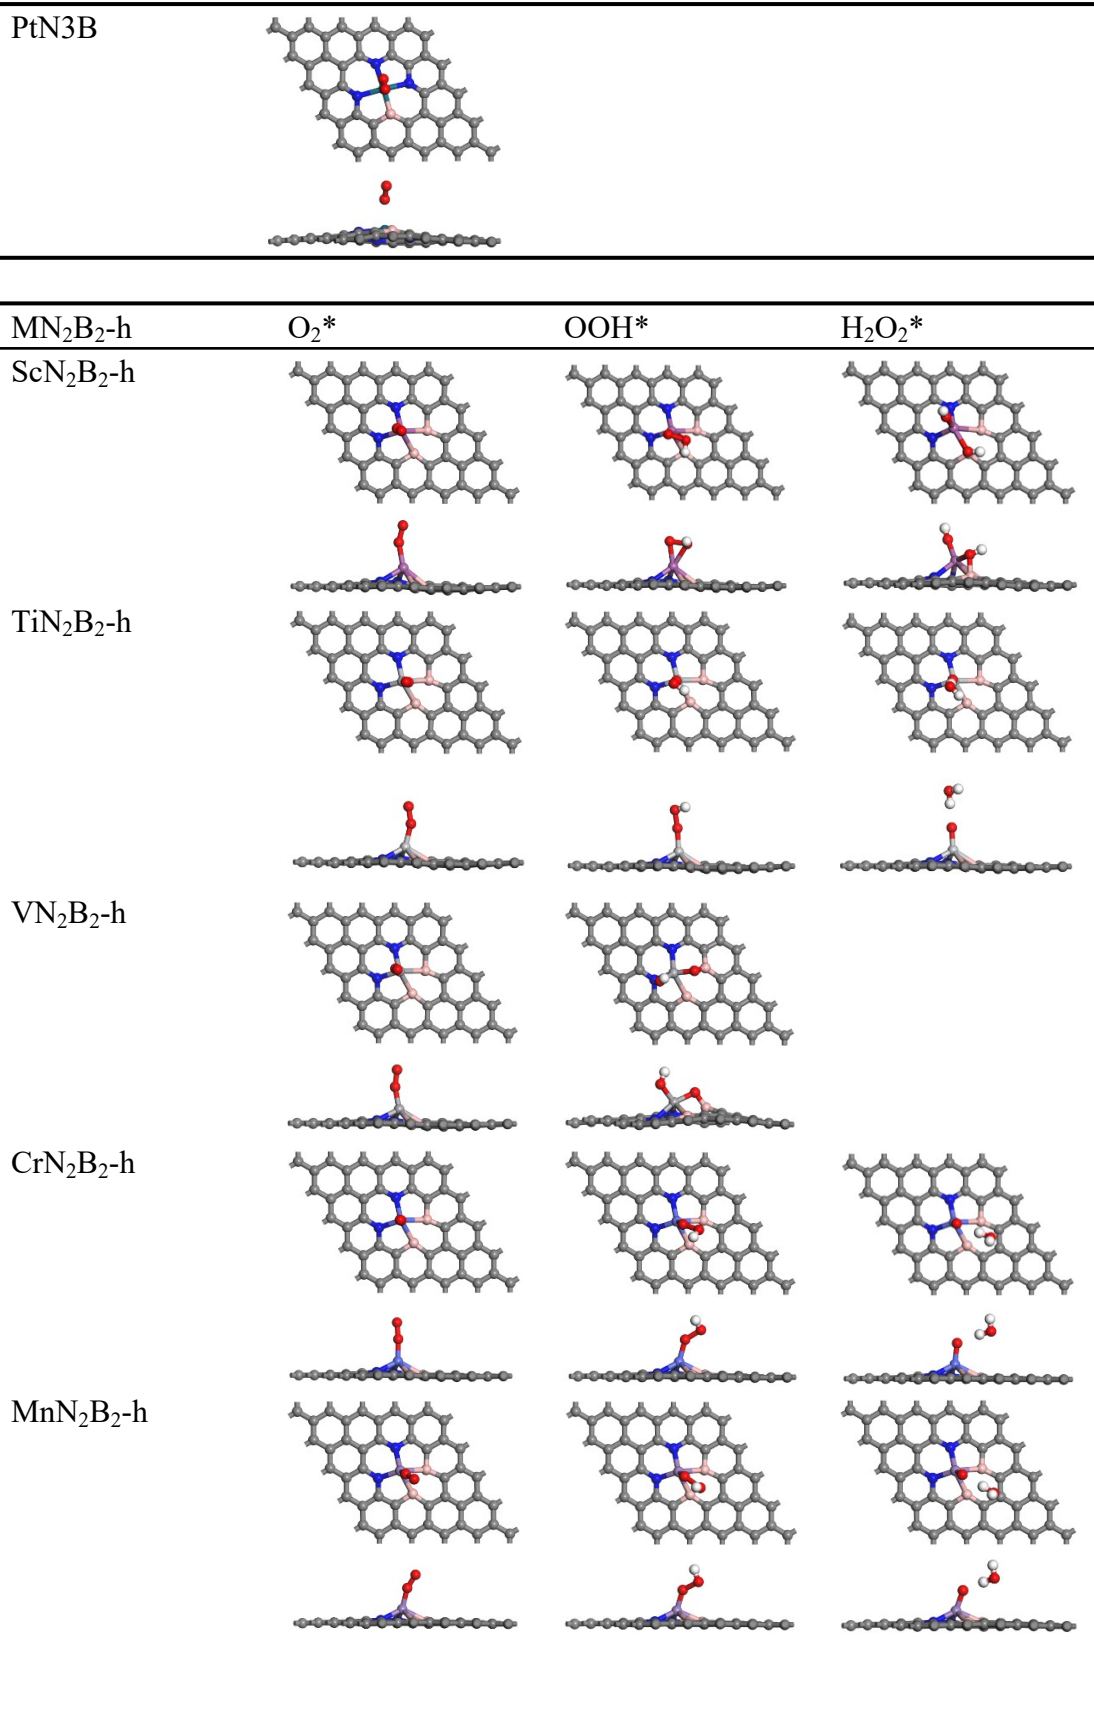 PtN3B
MN₂B₂-h O₂* OOH* H₂O₂*
ScN₂B₂-h
TiN₂B₂-h
VN₂B₂-h
CrN₂B₂-h
MnN₂B₂-h